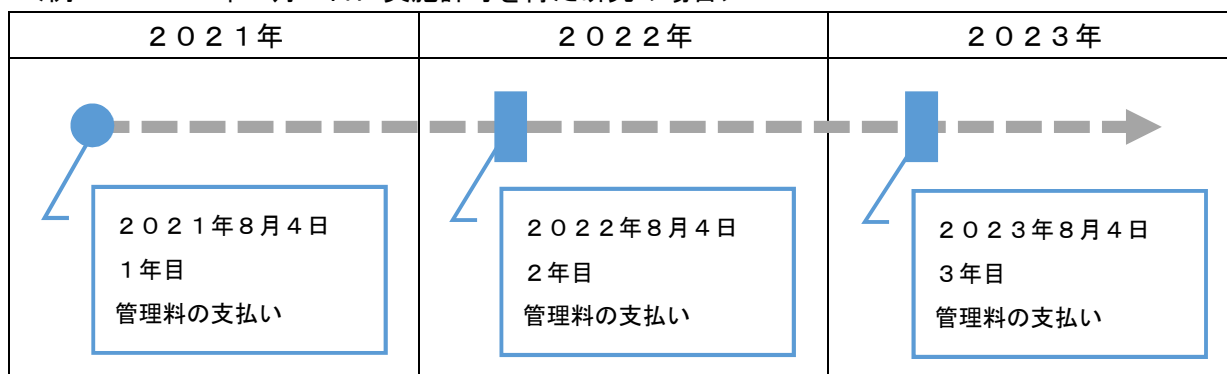 ２０２１年
２０２２年
２０２３年
２０２１年８月４日
１年目
管理料の支払い
２０２２年８月４日
２年目
管理料の支払い
２０２３年８月４日
３年目
管理料の支払い